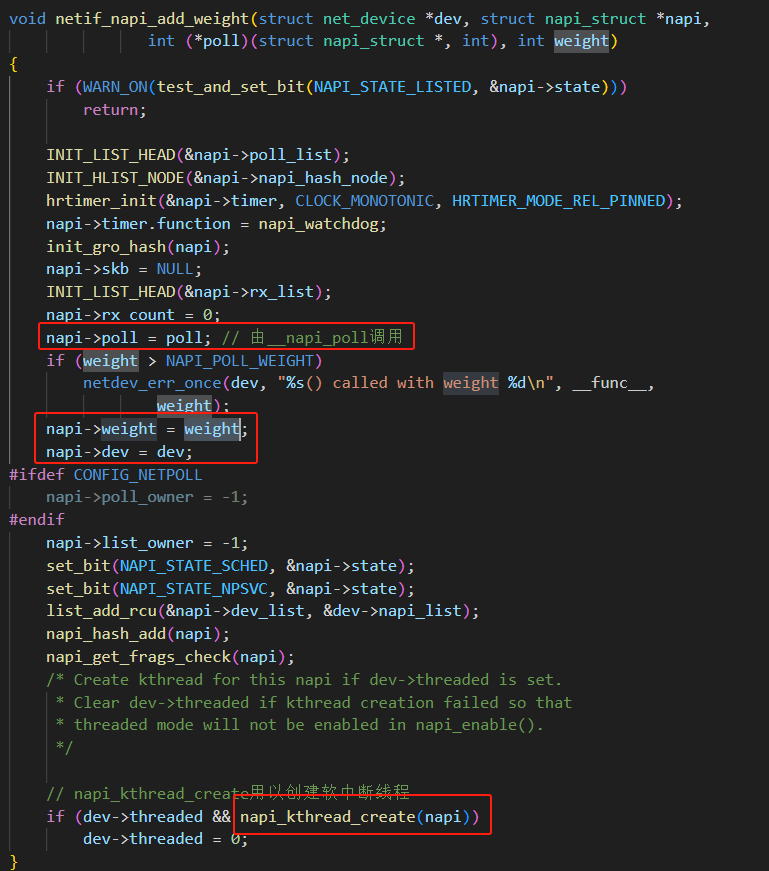 void netif_napi_add_weight(struct net_device *dev, struct napi_struct *napi,
int (*poll)(struct napi_struct *, int), int weight)
{
if (WARN_ON(test_and_set_bit(NAPI_STATE_LISTED, &napi->state)))
return;
INIT_LIST_HEAD(&napi->poll_list);
INIT_HLIST_NODE(&napi->napi_hash_node);
hrtimer_init(&napi->timer, CLOCK_MONOTONIC, HRTIMER_MODE_REL_PINNED);
napi->timer.function = napi_watchdog;
init_gro_hash(napi);
napi->skb = NULL;
INIT_LIST_HEAD(&napi->rx_list);
napi->rx_count = 0;
napi->poll = poll; // 由__napi_poll调用
if (weight > NAPI_POLL_WEIGHT)
netdev_err_once(dev, "%s() called with weight %d\n", __func__,
weight);
napi->weight = weight;
napi->dev = dev;
#ifdef CONFIG_NETPOLL
napi->poll_owner = -1;
#endif
napi->list_owner = -1;
set_bit(NAPI_STATE_SCHED, &napi->state);
set_bit(NAPI_STATE_NPSVC, &napi->state);
list_add_rcu(&napi->dev_list, &dev->napi_list);
napi_hash_add(napi);
napi_get_frags_check(napi);
/* Create kthread for this napi if dev->threaded is set.
* Clear dev->threaded if kthread creation failed so that
* threaded mode will not be enabled in napi_enable().
*/
// napi_kthread_create用以创建软中断线程
if (dev->threaded && napi_kthread_create(napi))
dev->threaded = 0;
}